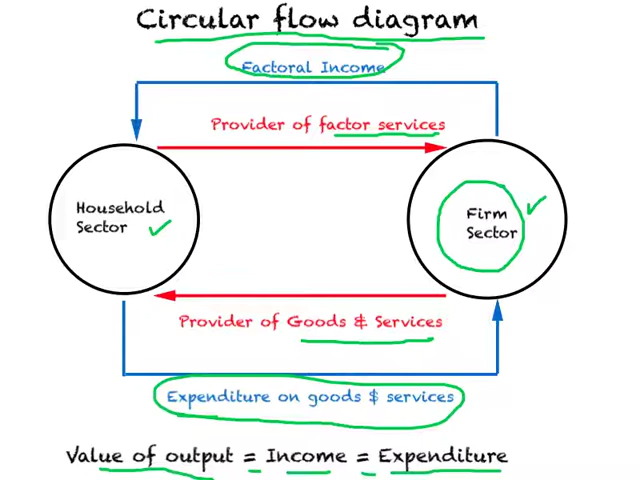 Circular flow diagram
Factoral Income
Provider of factor services
Household
Sector
Firm
Sector
Provider of Goods & Services
Expenditure on goods & services
Value of output = Income = Expenditure